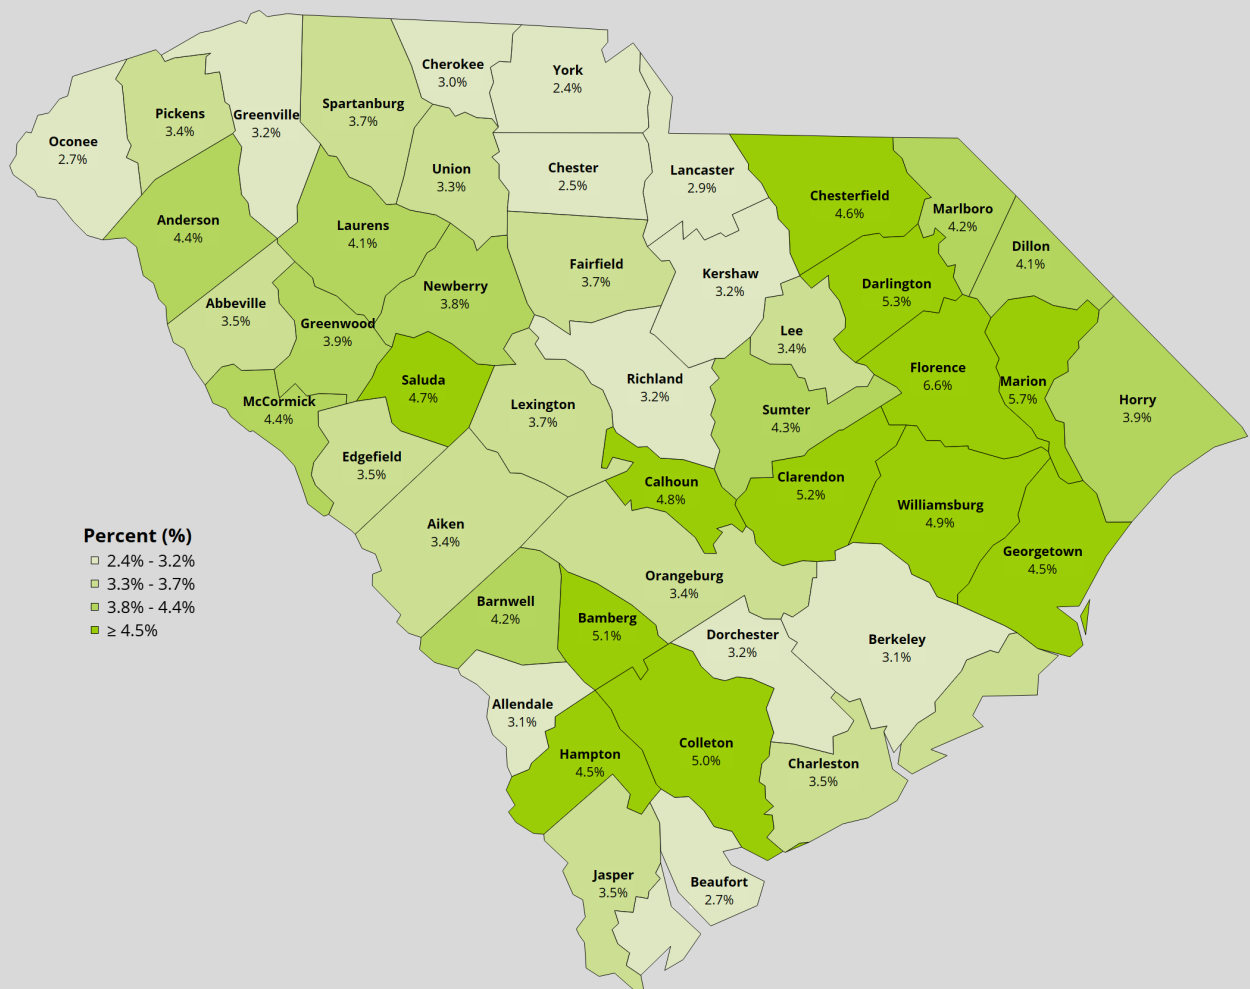 Cherokee
3.0%
York
2.4%
Spartanburg
3.7%
Pickens
3.4%
Greenville
3.2%
Oconee
2.7%
Union
3.3%
Chester
2.5%
Lancaster
2.9%
Chesterfield
4.6%
Marlboro
4.2%
Anderson
4.4%
Laurens
4.1%
Dillon
4.1%
Fairfield
3.7%
Kershaw
3.2%
Newberry
3.8%
Darlington
5.3%
Abbeville
3.5%
Greenwood
3.9%
Lee
3.4%
Saluda
4.7%
Richland
3.2%
Florence
6.6%
Marion
5.7%
Horry
3.9%
McCormick
4.4%
Lexington
3.7%
Sumter
4.3%
Edgefield
3.5%
Calhoun
4.8%
Clarendon
5.2%
Williamsburg
4.9%
Aiken
3.4%
Georgetown
4.5%
Percent (%)
2.4% - 3.2%
3.3% - 3.7%
3.8% - 4.4%
≥ 4.5%
Orangeburg
3.4%
Barnwell
4.2%
Bamberg
5.1%
Dorchester
3.2%
Berkeley
3.1%
Allendale
3.1%
Colleton
5.0%
Hampton
4.5%
Charleston
3.5%
Jasper
3.5%
Beaufort
2.7%